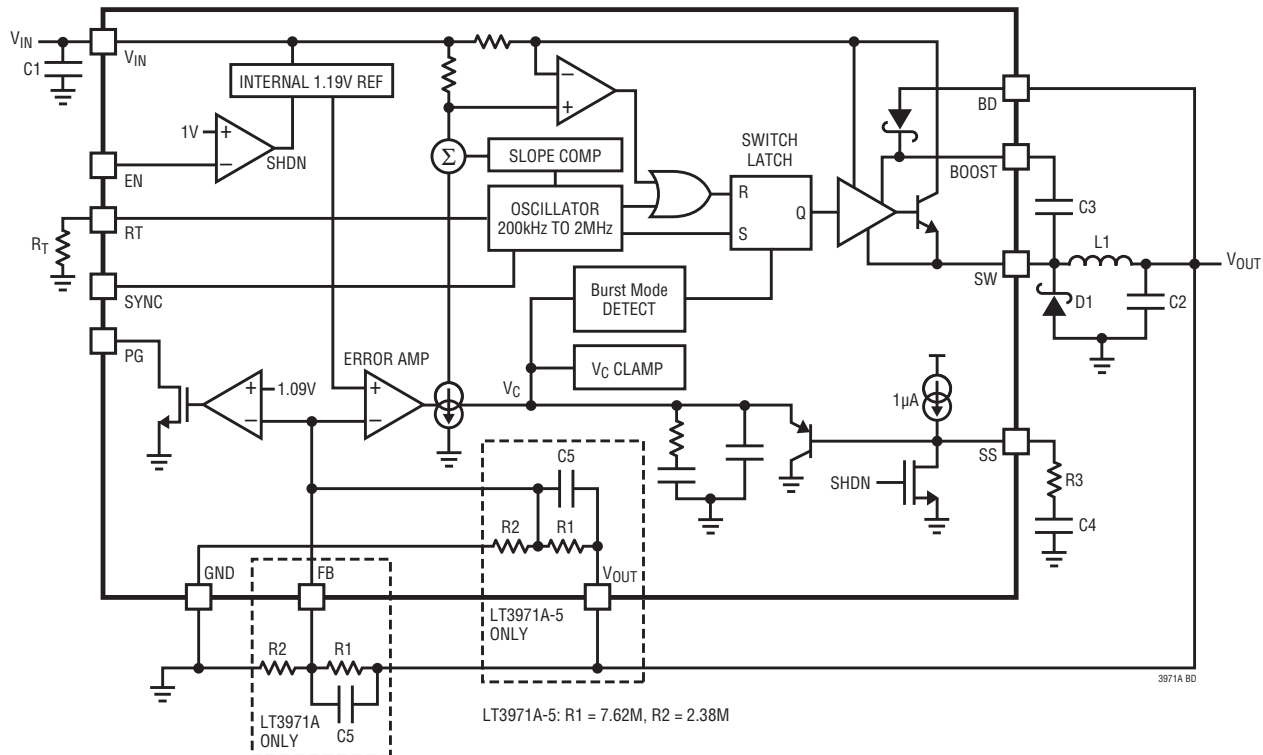 VIN
VIN
C1
INTERNAL 1.19V REF
1V
+
−
SHDN
EN
RT
RT
SYNC
PG
−
+
Σ
SLOPE COMP
OSCILLATOR
200kHz TO 2MHz
SWITCH
LATCH
R
S
Q
BD
BOOST
C3
SW
L1
VOUT
D1
C2
Burst Mode
DETECT
VC CLAMP
VC
ERROR AMP
+
−
1.09V
+
−
1µA
SS
SHDN
R3
C4
C5
R2
R1
GND
FB
VOUT
LT3971A-5
ONLY
R2
R1
C5
LT3971A
ONLY
LT3971A-5: R1 = 7.62M, R2 = 2.38M
3971A BD